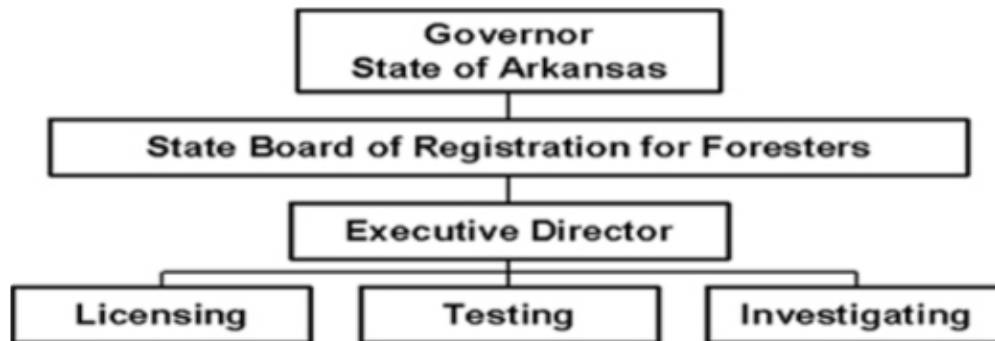 Governor
State of Arkansas
State Board of Registration for Foresters
Executive Director
Licensing
Testing
Investigating